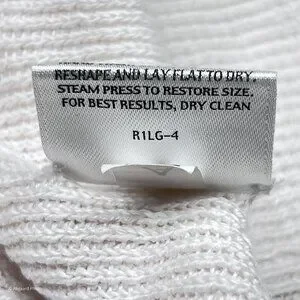 RESHAPE AND LAY FLAT TO DRY.
STEAM PRESS TO RESTORE SIZE.
FOR BEST RESULTS, DRY CLEAN
R1LG-4